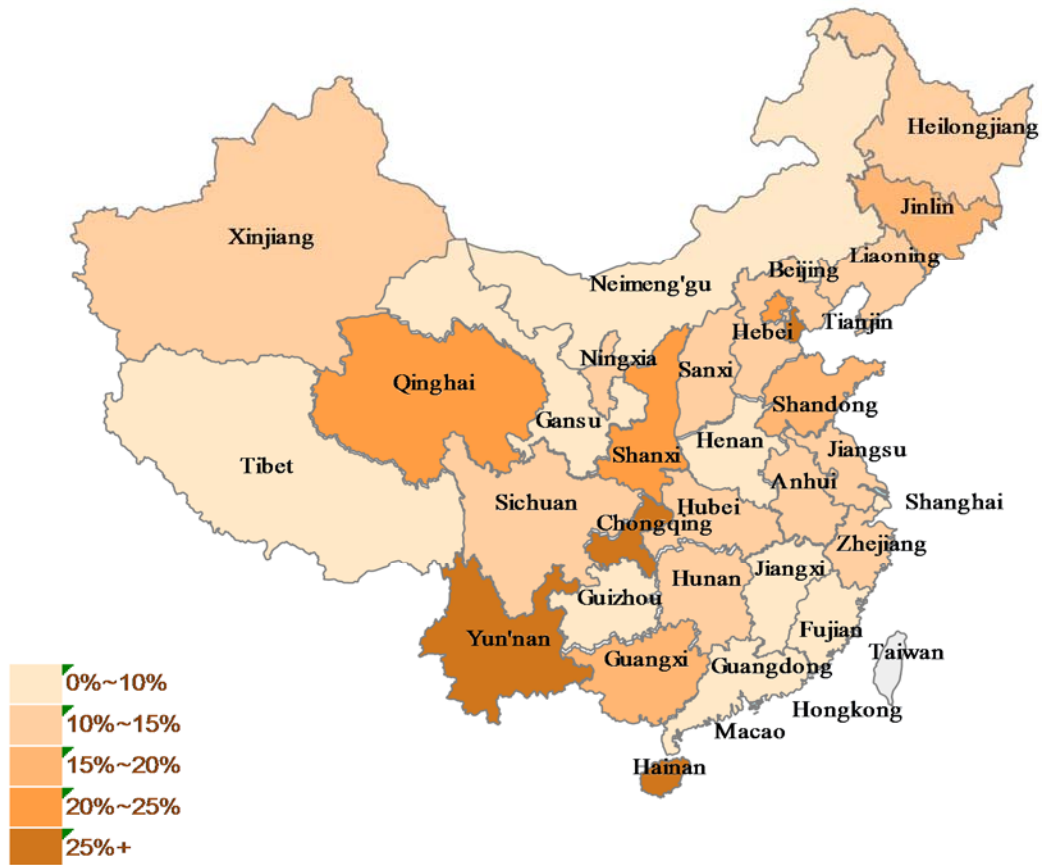 Heilongjiang
Jinlin
Xinjiang
Liaoning
Beijing
Neimeng'gu
Tianjin
Hebei
Ningxia
Sanxi
Qinghai
Shandong
Gansu
Henan
Jiangsu
Shanxi
Tibet
Anhui
Sichuan
Shanghai
Hubei
Chongqing
Zhejiang
Jiangxi
Hunan
Guizhou
Fujian
Yun'nan
Taiwan
Guangxi
Guangdong
Hongkong
Macao
Hainan
0%~10%
10%~15%
15%~20%
20%~25%
25%+